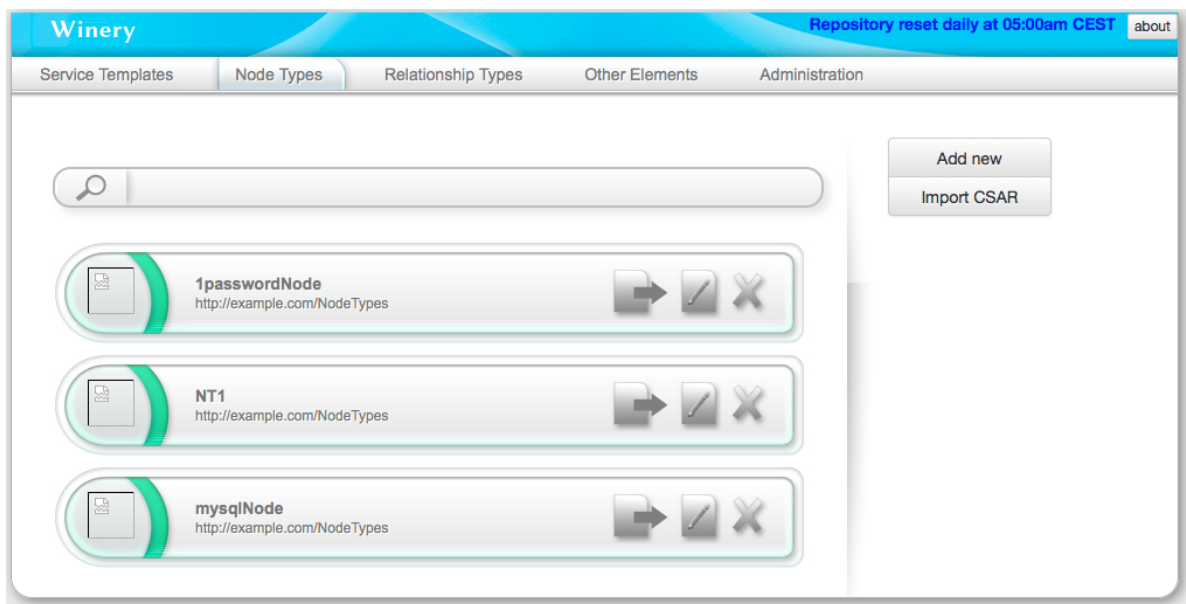 Winery
Repository reset daily at 05:00am CEST about
Service Templates Node Types Relationship Types Other Elements Administration
Add new
Import CSAR
1passwordNode
http://example.com/NodeTypes
NT1
http://example.com/NodeTypes
mysqlNode
http://example.com/NodeTypes